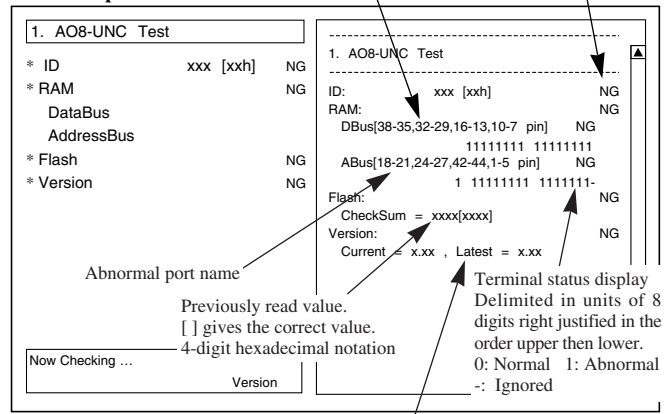 1. AO8-UNC Test
* ID xxx [xxh] NG
* RAM NG
DataBus
AddressBus
* Flash NG
* Version NG
Abnormal port name
Previously read value.
[ ] gives the correct value.
4-digit hexadecimal notation
Now Checking ...
Version
1. AO8-UNC Test
ID: xxx [xxh] NG
RAM: NG
DBus[38-35,32-29,16-13,10-7 pin] NG
11111111 11111111
ABus[18-21,24-27,42-44,1-5 pin] NG
1 11111111 1111111-
Flash: NG
CheckSum = xxxx[xxxx]
Version: NG
Current = x.xx , Latest = x.xx
Terminal status display
Delimited in units of 8
digits right justified in the
order upper then lower.
0: Normal 1: Abnormal
-: Ignored